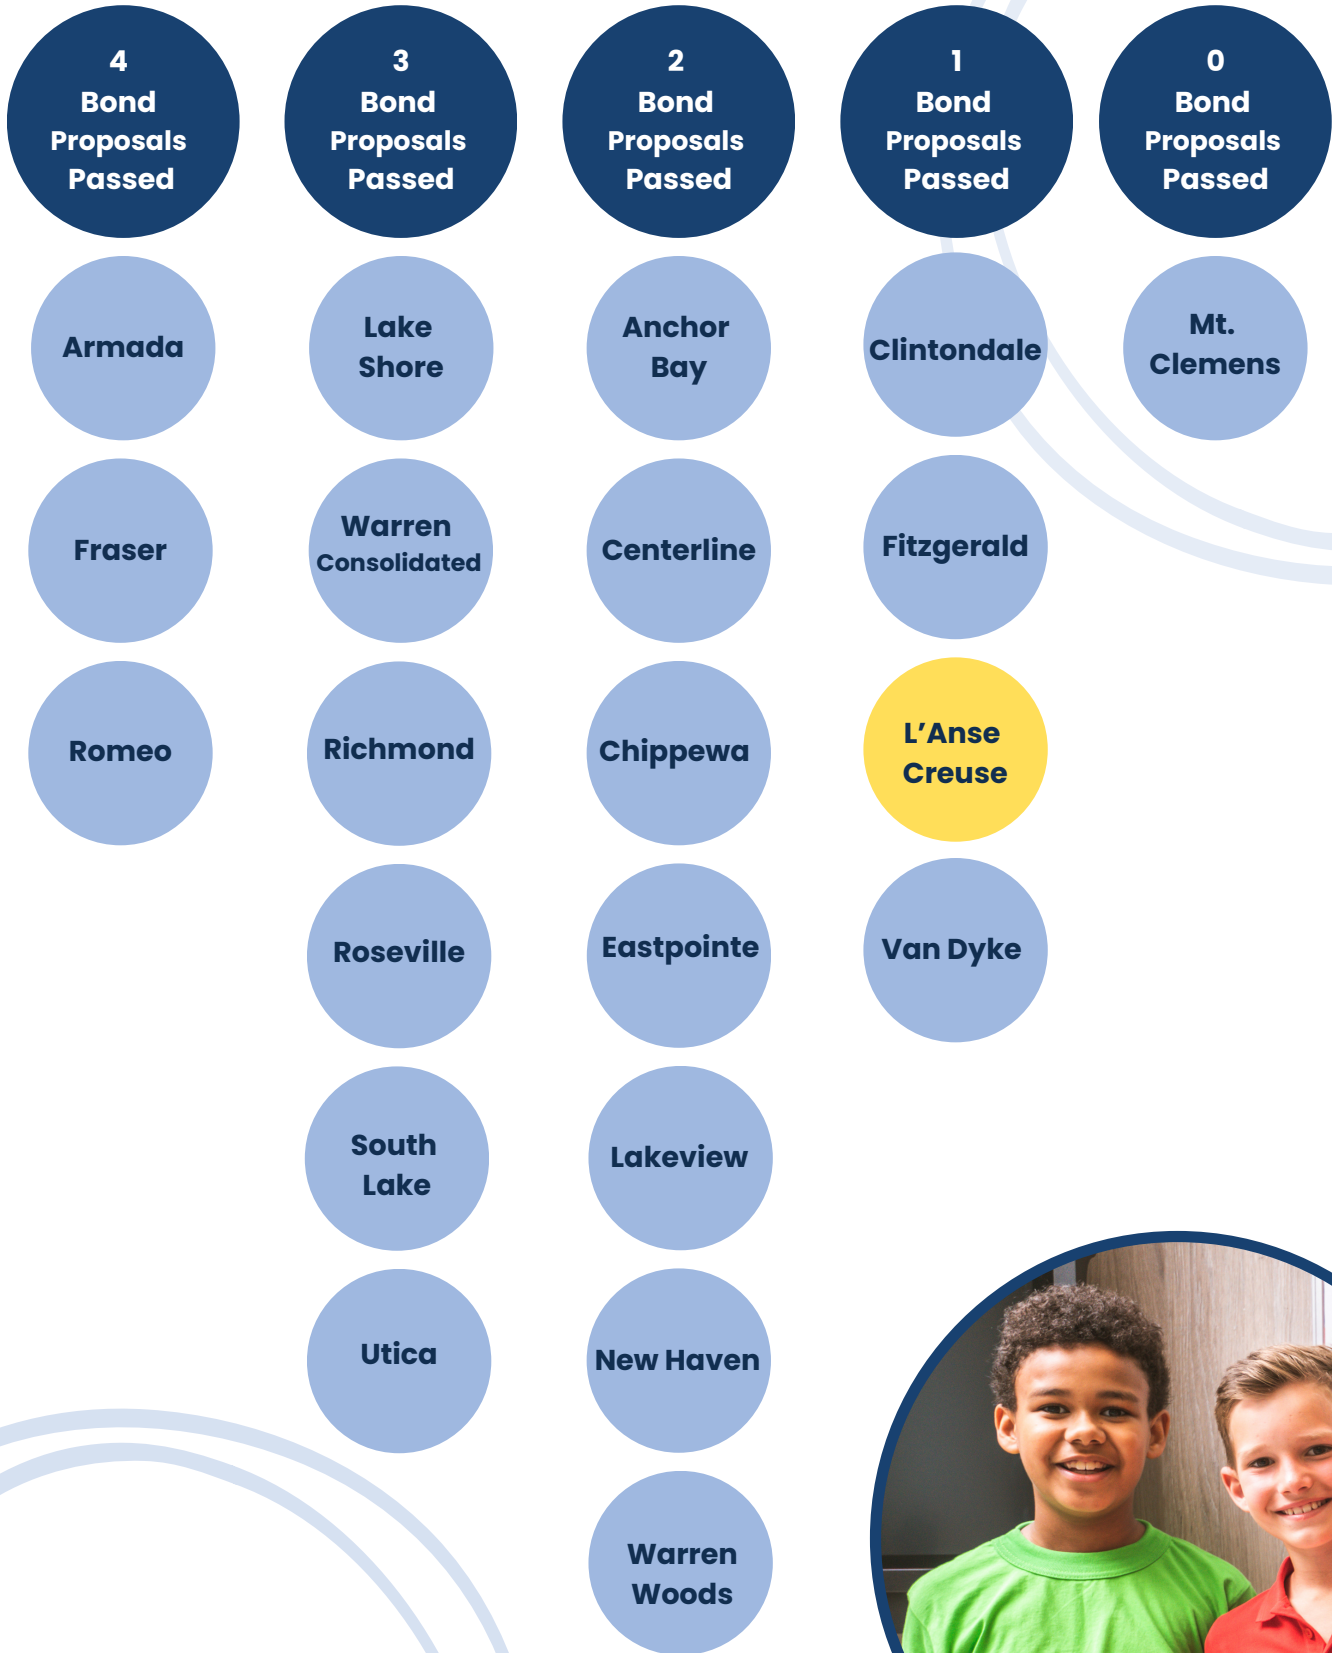 4
Bond
Proposals
Passed
Armada
Fraser
Romeo
3
Bond
Proposals
Passed
Lake
Shore
Warren
Consolidated
Richmond
Roseville
South
Lake
Utica
2
Bond
Proposals
Passed
Anchor
Bay
Centerline
Chippewa
Eastpointe
Lakeview
New Haven
Warren
Woods
1
Bond
Proposals
Passed
Clintondale
Fitzgerald
L’Anse
Creuse
Van Dyke
0
Bond
Proposals
Passed
Mt.
Clemens